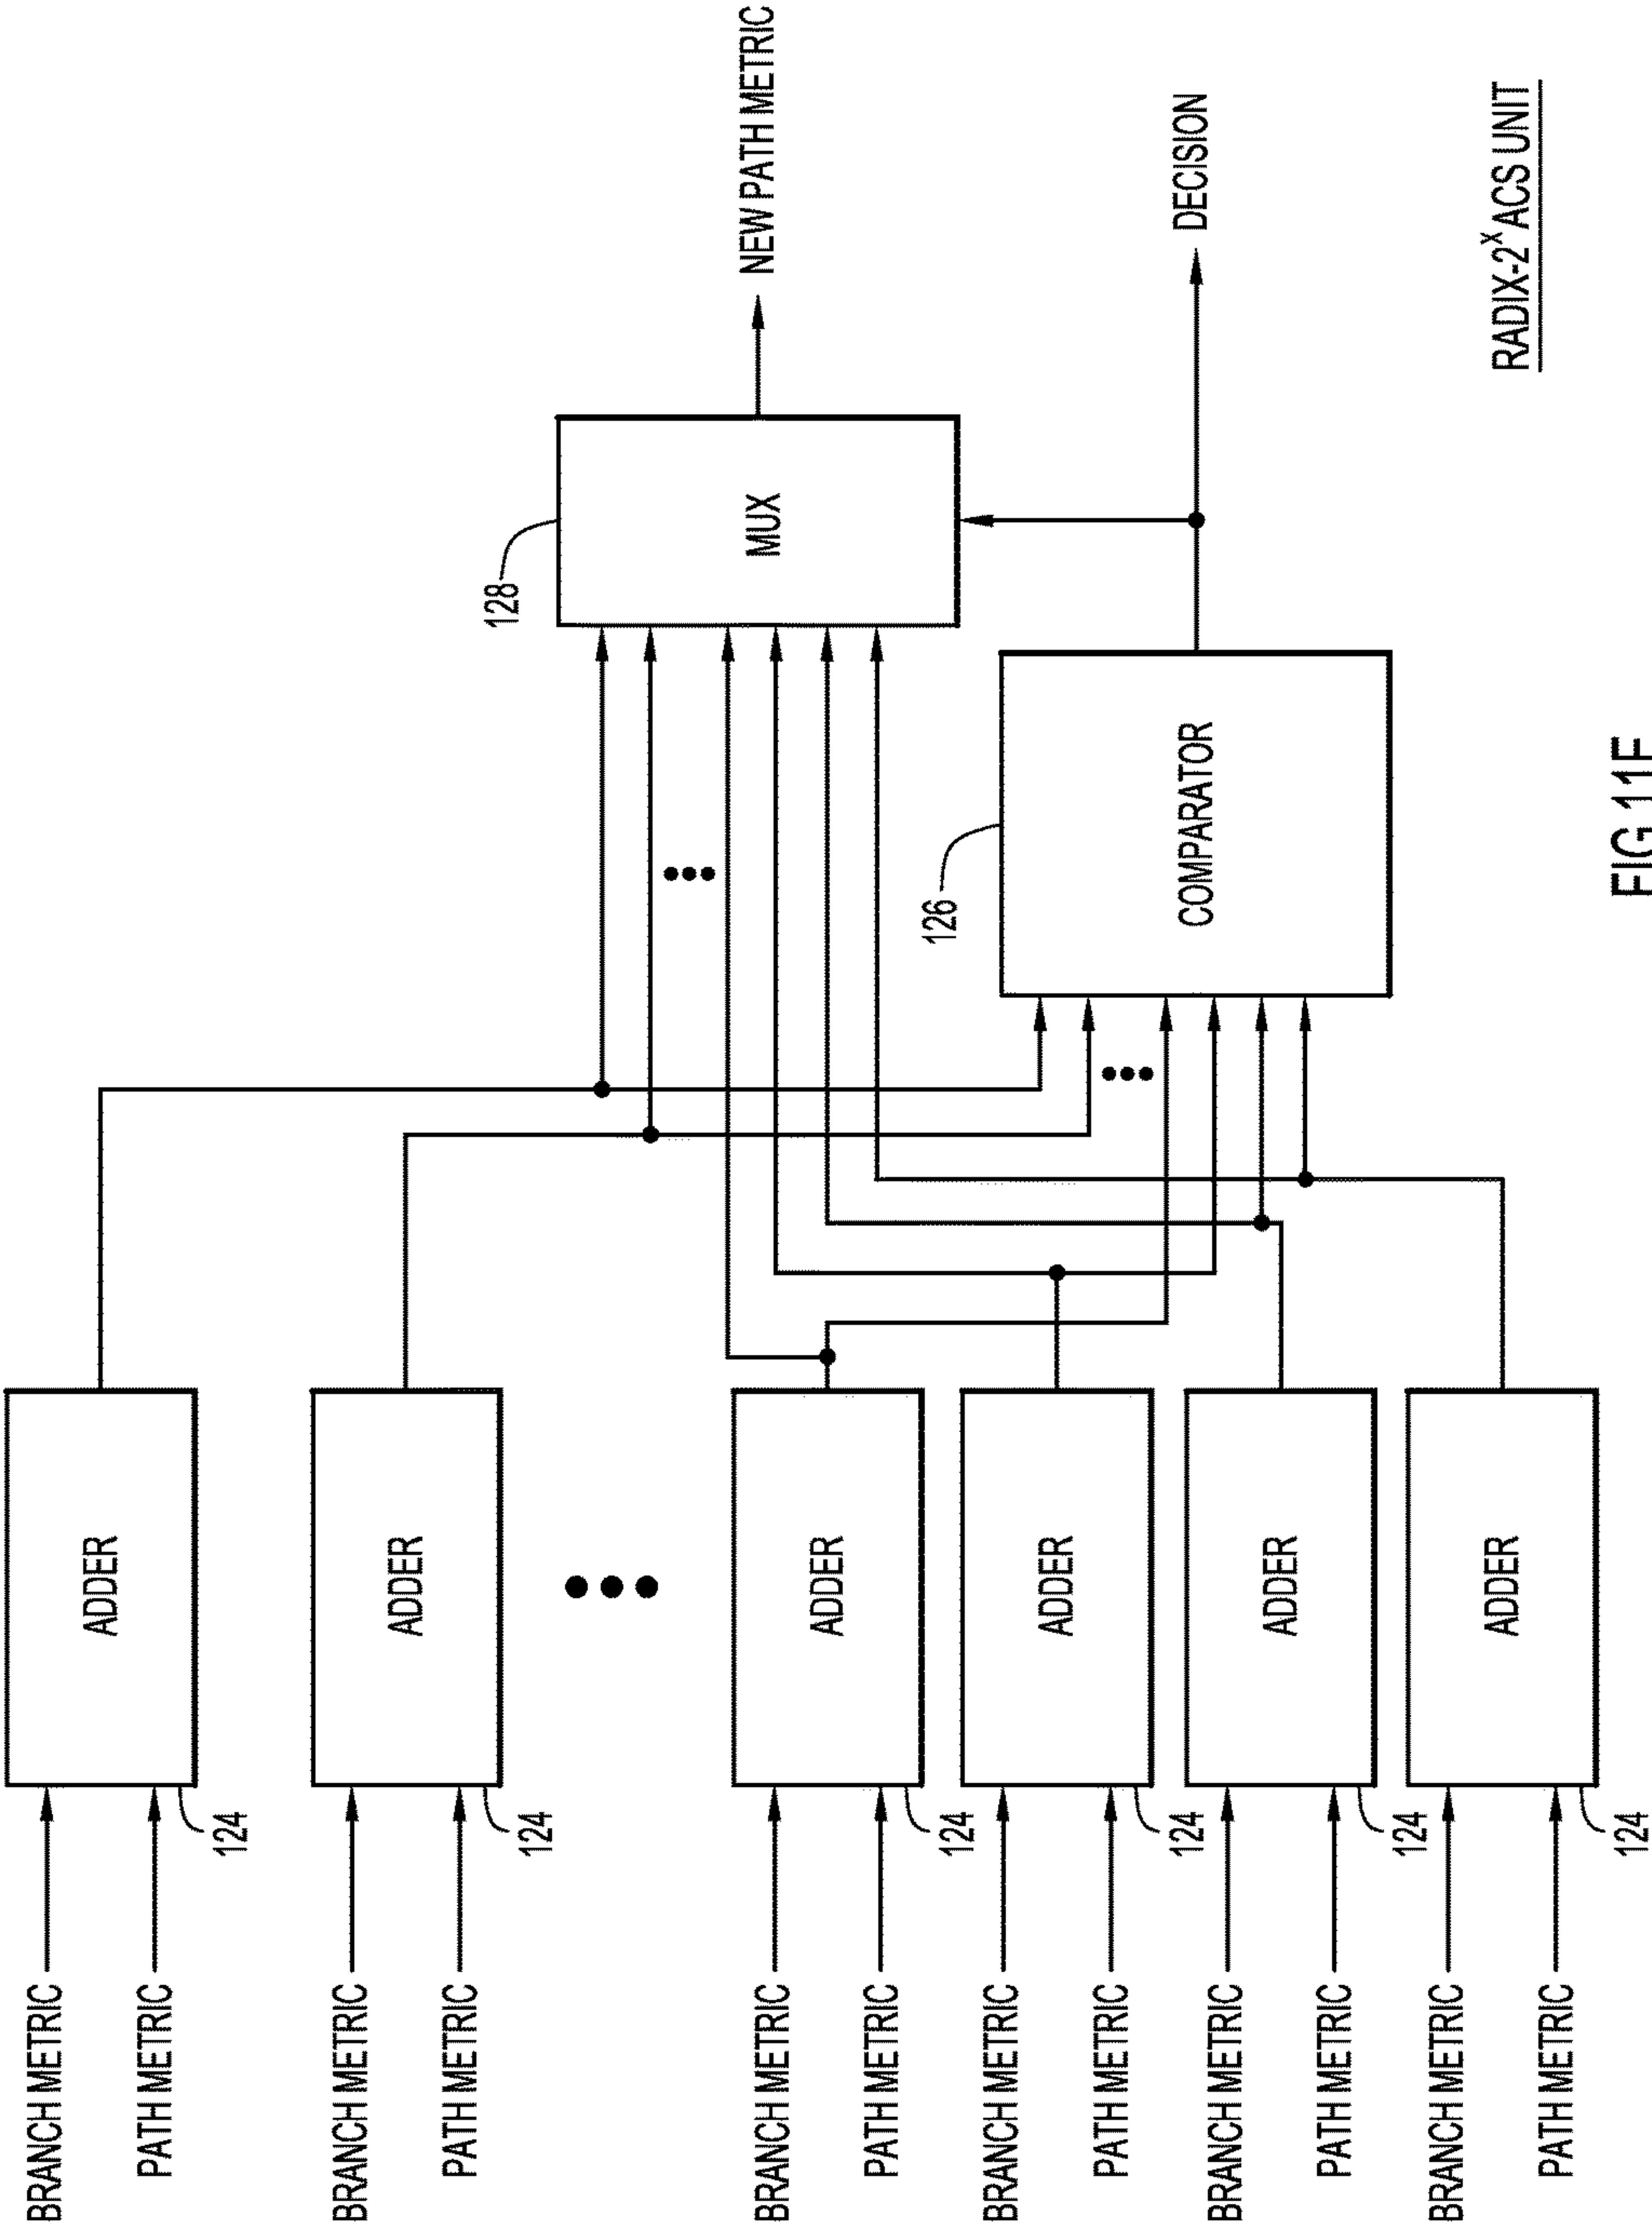 BRANCH METRIC
ADDER
PATH METRIC
124
BRANCH METRIC
ADDER
PATH METRIC
124
128
MUX
NEW PATH METRIC
BRANCH METRIC
ADDER
PATH METRIC
124
126
BRANCH METRIC
ADDER
PATH METRIC
124
COMPARATOR
DECISION
BRANCH METRIC
ADDER
PATH METRIC
124
BRANCH METRIC
ADDER
PATH METRIC
124
RADIX-2ˣ ACS UNIT
FIG